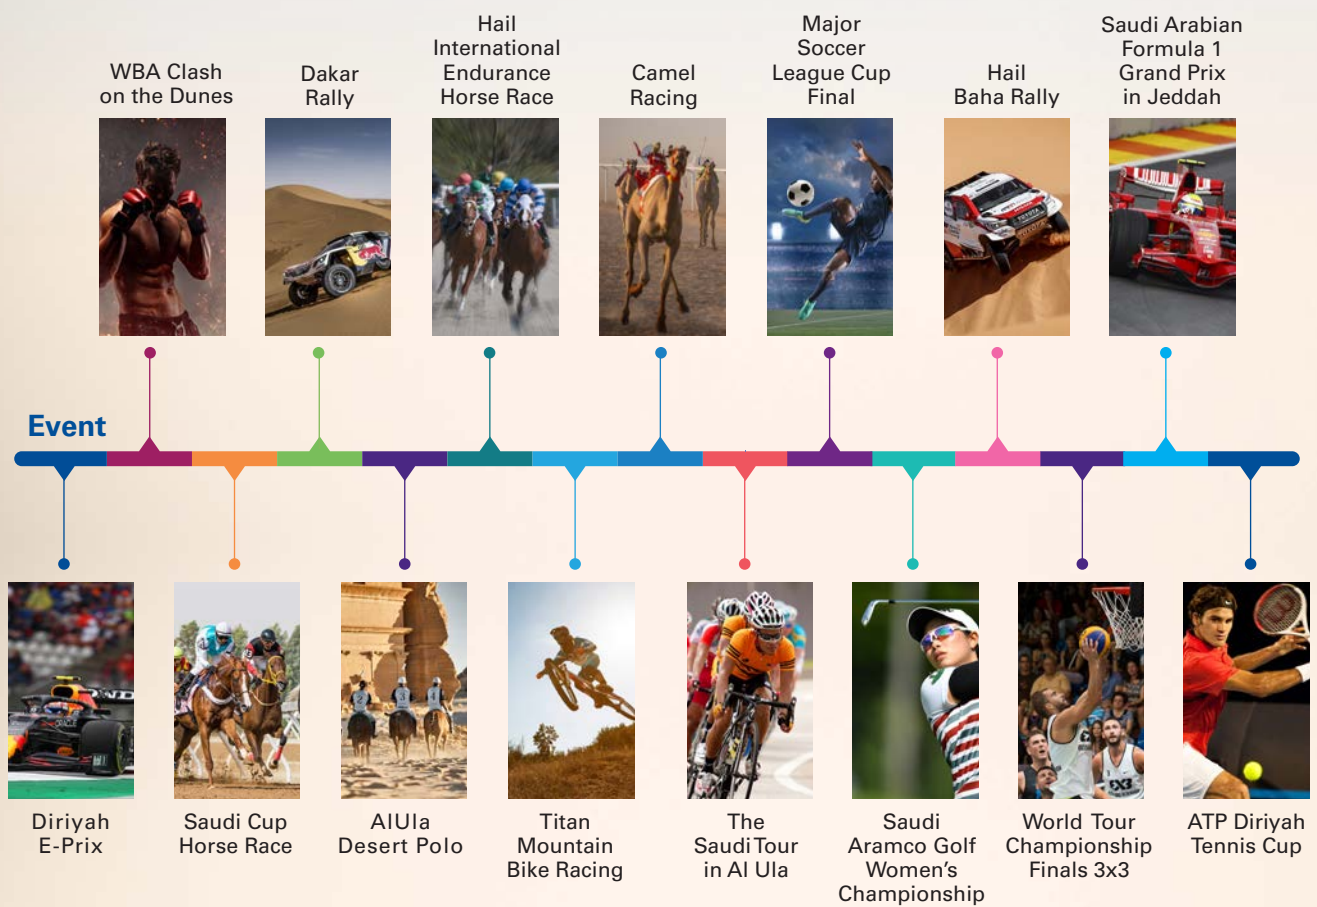 WBA Clash
on the Dunes
Dakar
Rally
Hail
International
Endurance
Horse Race
Camel
Racing
Major
Soccer
League Cup
Final
Hail
Baha Rally
Saudi Arabian
Formula 1
Grand Prix
in Jeddah
TOYOTA
Event
ORACLE
FX3
Diriyah
E-Prix
Saudi Cup
Horse Race
AlUla
Desert Polo
Titan
Mountain
Bike Racing
The
Saudi Tour
in Al Ula
Saudi
Aramco Golf
Women's
Championship
World Tour
Championship
Finals 3x3
ATP Diriyah
Tennis Cup